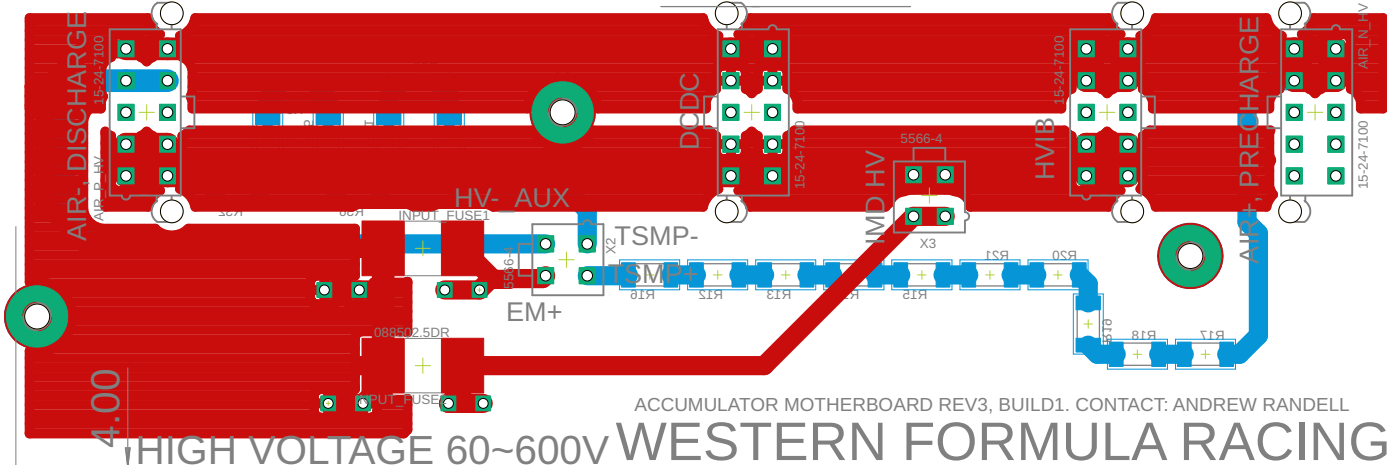 AIR-, DISCHARGE
15-24-7100
AIR_P_HV
DCDC
15-24-7100
HVIB
15-24-7100
AIR+, PRECHARGE
AIR_N_HV
15-24-7100
5566-4
IMD HV
X3
HV-_AUX
INPUT_FUSE1
TSMP-
X2
5566-4
TSMP+
EM+
R16
R12
R13
R15
R21
R20
R19
R18
R17
088502.5DR
4.00
ACCUMULATOR MOTHERBOARD REV3, BUILD1. CONTACT: ANDREW RANDELL
HIGH VOLTAGE 60~600V
WESTERN FORMULA RACING